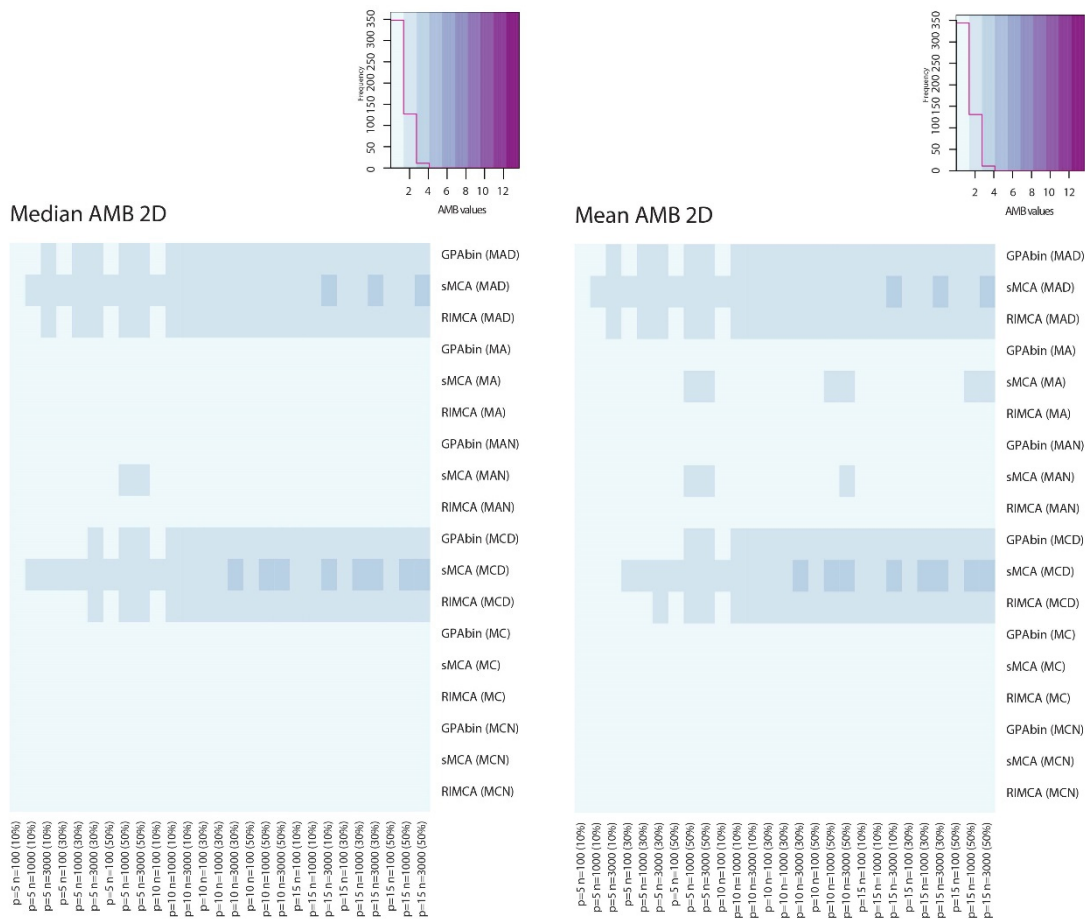 350
300
250
200
150
100
50
0
Frequency
2 4 6 8 10 12
AMB values
350
300
250
200
150
100
50
0
Frequency
2 4 6 8 10 12
AMB values
Median AMB 2D
GPAbin (MAD)
sMCA (MAD)
RIMCA (MAD)
GPAbin (MA)
sMCA (MA)
RIMCA (MA)
GPAbin (MAN)
sMCA (MAN)
RIMCA (MAN)
GPAbin (MCD)
sMCA (MCD)
RIMCA (MCD)
GPAbin (MC)
sMCA (MC)
RIMCA (MC)
GPAbin (MCN)
sMCA (MCN)
RIMCA (MCN)
p=5 n=100 (10%)
p=5 n=1000 (10%)
p=5 n=3000 (10%)
p=5 n=100 (30%)
p=5 n=1000 (30%)
p=5 n=3000 (30%)
p=5 n=100 (50%)
p=5 n=1000 (50%)
p=5 n=3000 (50%)
p=10 n=100 (10%)
p=10 n=1000 (10%)
p=10 n=3000 (10%)
p=10 n=100 (30%)
p=10 n=1000 (30%)
p=10 n=3000 (30%)
p=10 n=100 (50%)
p=10 n=1000 (50%)
p=10 n=3000 (50%)
p=15 n=100 (10%)
p=15 n=1000 (10%)
p=15 n=3000 (10%)
p=15 n=100 (30%)
p=15 n=1000 (30%)
p=15 n=3000 (30%)
p=15 n=100 (50%)
p=15 n=1000 (50%)
p=15 n=3000 (50%)
Mean AMB 2D
GPAbin (MAD)
sMCA (MAD)
RIMCA (MAD)
GPAbin (MA)
sMCA (MA)
RIMCA (MA)
GPAbin (MAN)
sMCA (MAN)
RIMCA (MAN)
GPAbin (MCD)
sMCA (MCD)
RIMCA (MCD)
GPAbin (MC)
sMCA (MC)
RIMCA (MC)
GPAbin (MCN)
sMCA (MCN)
RIMCA (MCN)
p=5 n=100 (10%)
p=5 n=1000 (10%)
p=5 n=3000 (10%)
p=5 n=100 (30%)
p=5 n=1000 (30%)
p=5 n=3000 (30%)
p=5 n=100 (50%)
p=5 n=1000 (50%)
p=5 n=3000 (50%)
p=10 n=100 (10%)
p=10 n=1000 (10%)
p=10 n=3000 (10%)
p=10 n=100 (30%)
p=10 n=1000 (30%)
p=10 n=3000 (30%)
p=10 n=100 (50%)
p=10 n=1000 (50%)
p=10 n=3000 (50%)
p=15 n=100 (10%)
p=15 n=1000 (10%)
p=15 n=3000 (10%)
p=15 n=100 (30%)
p=15 n=1000 (30%)
p=15 n=3000 (30%)
p=15 n=100 (50%)
p=15 n=1000 (50%)
p=15 n=3000 (50%)